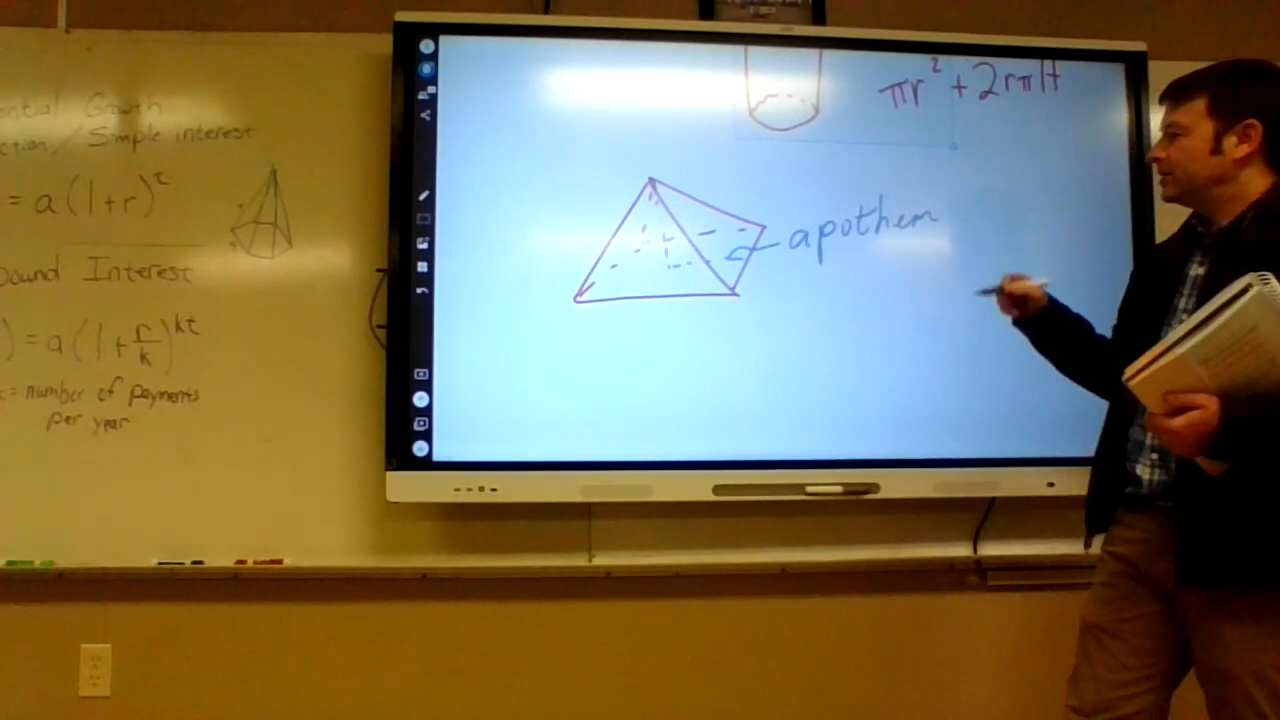 ential Growth
ction / Simple interest
= a(1+r)^t
ound Interest
) = a(1+r/k)^kt
= number of payments
per year
πr² + 2rπH
apothem